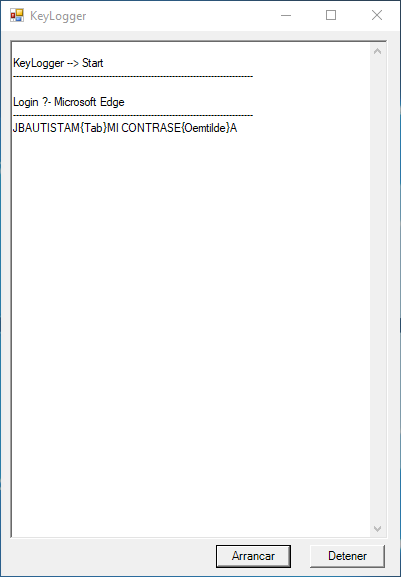 KeyLogger
KeyLogger --> Start
--------------------------------------------------------------------------------
Login ?- Microsoft Edge
--------------------------------------------------------------------------------
JBAUTISTAM{Tab}MI CONTRASE{Oemtilde}A
Arrancar
Detener